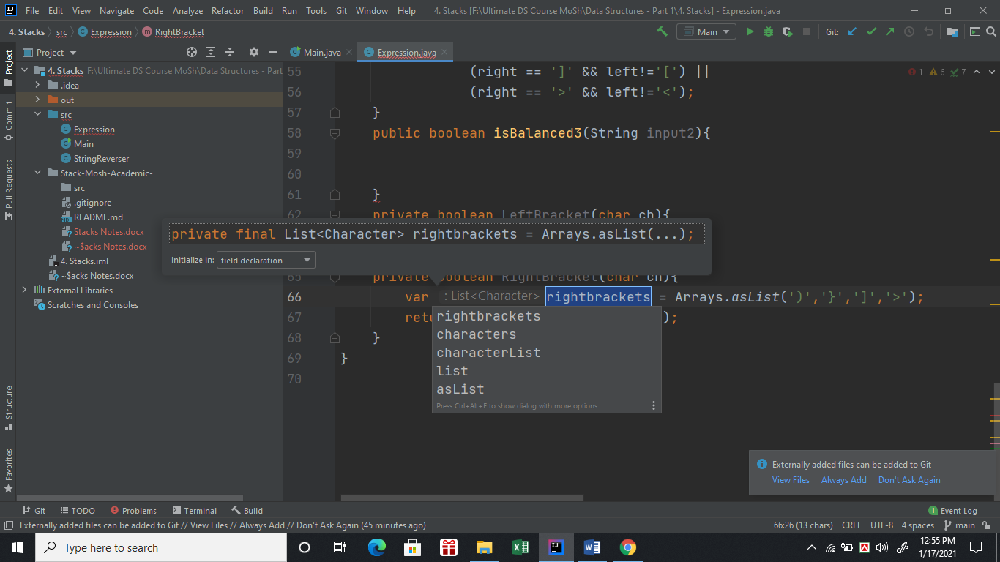 File Edit View Navigate Code Analyze Refactor Build Run Tools Git Window Help 4. Stacks [F:\Ultimate DS Course MoSh\Data Structures - Part 1\4. Stacks] - Expression.java
4. Stacks src Expression RightBracket Main Git:
Project
Main.java Expression.java
4. Stacks F:\Ultimate DS Course MoSh\Data Structures - Part
.idea
out
src
Expression
Main
StringReverser
Stack-Mosh-Academic-
src
.gitignore
README.md
Stacks Notes.docx
~$acks Notes.docx
4. Stacks.iml
~$acks Notes.docx
External Libraries
Scratches and Consoles
Project
Commit
Pull Requests
Structure
Favorites
1 6 7
55 (right == ']' && left!='[') ||
56 (right == '>' && left!='<');
57 }
58 public boolean isBalanced3(String input2){
59
60
61 }
62 private boolean LeftBracket(char ch){
private final List<Character> rightbrackets = Arrays.asList(...);
Initialize in: field declaration
65 private boolean RightBracket(char ch){
66 var : List<Character> rightbrackets = Arrays.asList(')','}',']','>');
67 retu );
68 }
69 }
70
rightbrackets
characters
characterList
list
asList
Press Ctrl+Alt+F to show dialog with more options
Externally added files can be added to Git
View Files Always Add Don't Ask Again
Git TODO Problems Terminal Build 1 Event Log
Externally added files can be added to Git // View Files // Always Add // Don't Ask Again (45 minutes ago) 66:26 (13 chars) CRLF UTF-8 4 spaces main
Type here to search
12:55 PM
1/17/2021